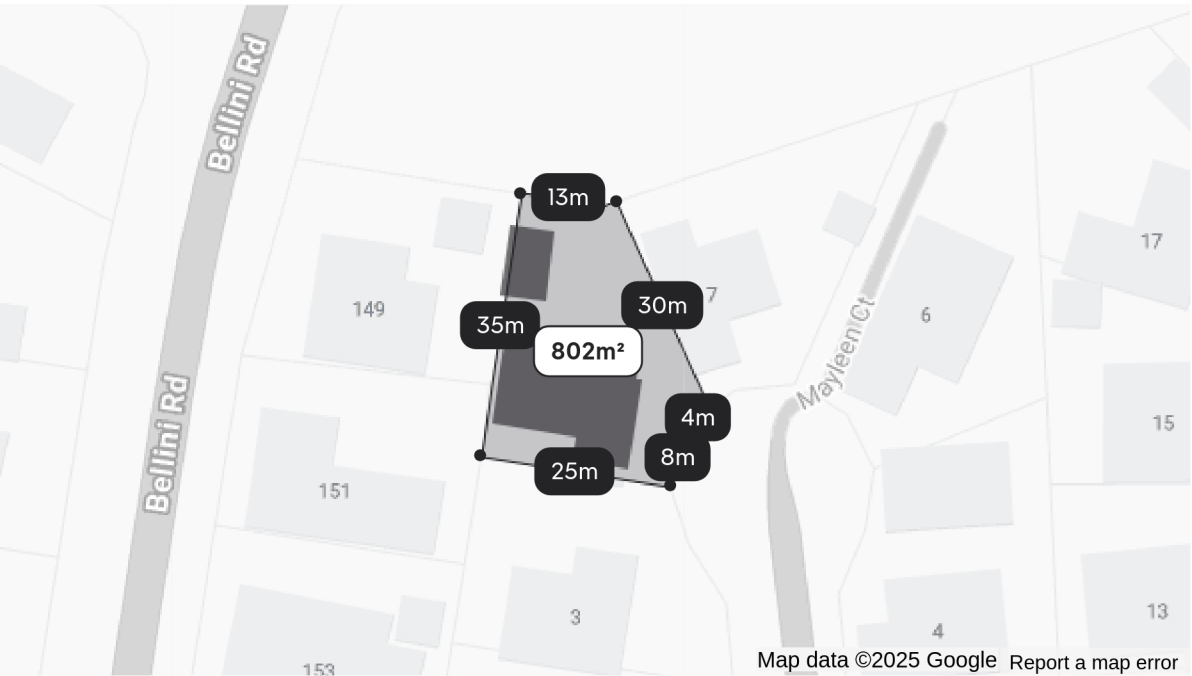 Bellini Rd
13m
17
7
30m
149
6
35m
802m²
Mayleen Ct
4m
15
Bellini Rd
8m
25m
151
3
13
4
153
Map data ©2025 Google
Report a map error